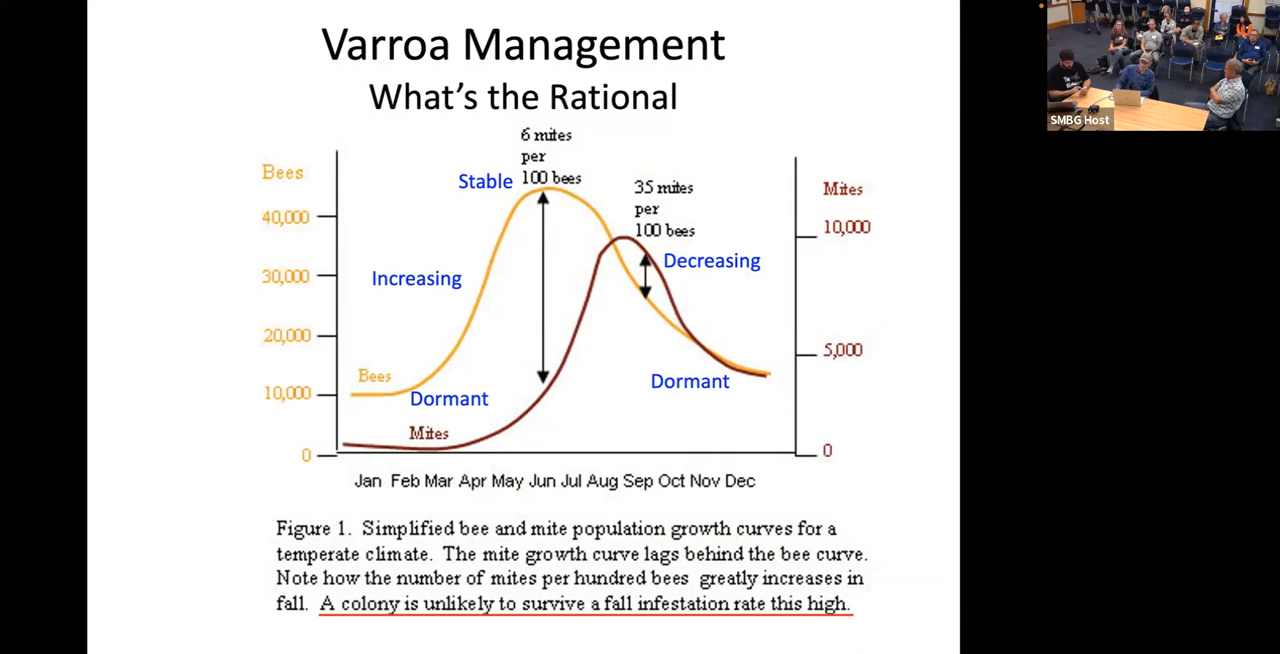 Varroa Management
What's the Rational
6 mites
per
100 bees
Stable
35 mites
per
100 bees
Bees
40,000
30,000
20,000
10,000
0
Mites
10,000
5,000
0
Increasing
Decreasing
Bees
Dormant
Dormant
Mites
Jan Feb Mar Apr May Jun Jul Aug Sep Oct Nov Dec
Figure 1. Simplified bee and mite population growth curves for a
temperate climate. The mite growth curve lags behind the bee curve.
Note how the number of mites per hundred bees greatly increases in
fall. A colony is unlikely to survive a fall infestation rate this high.
SMBG Host